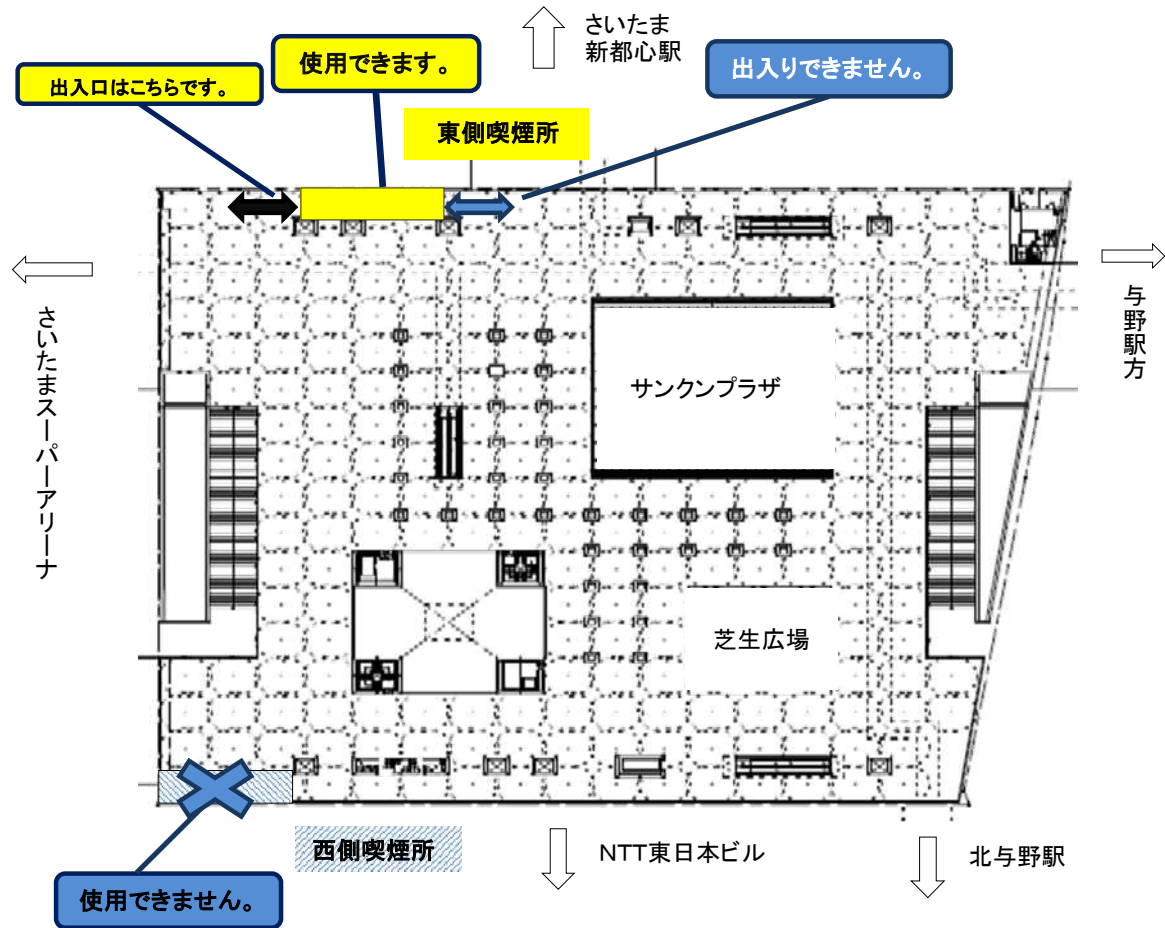 さいたま
新都心駅
使用できます。
出入りできません。
出入口はこちらです。
東側喫煙所
さいたまスーパーアリーナ
与野駅方
サンクンプラザ
芝生広場
西側喫煙所
NTT東日本ビル
北与野駅
使用できません。